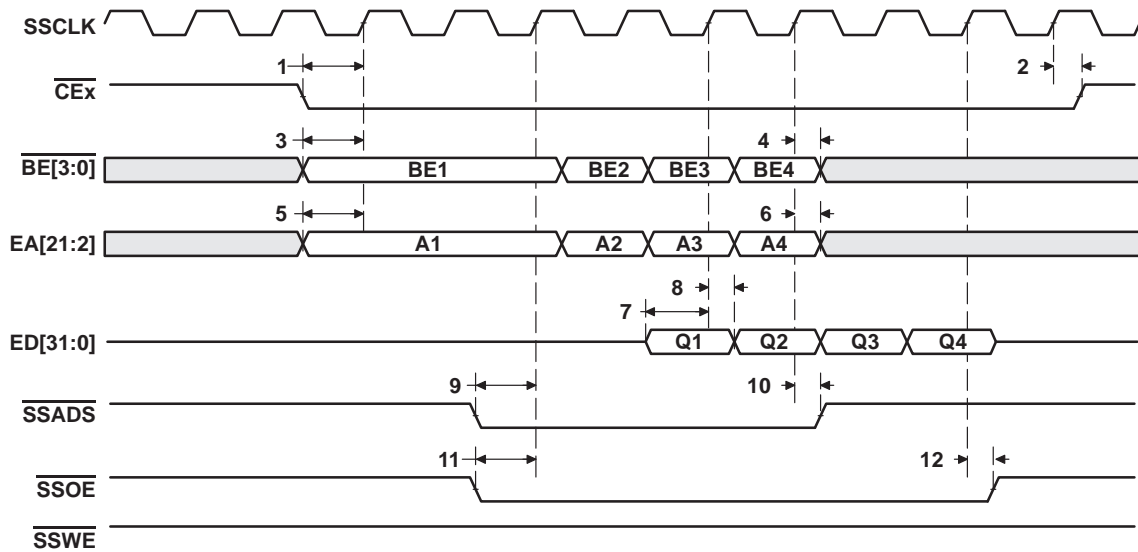 SSCLK
1
2
CEx
3
4
BE[3:0]
BE1 BE2 BE3 BE4
5
6
EA[21:2]
A1 A2 A3 A4
8
7
ED[31:0]
Q1 Q2 Q3 Q4
9
10
SSADS
11
12
SSOE
SSWE